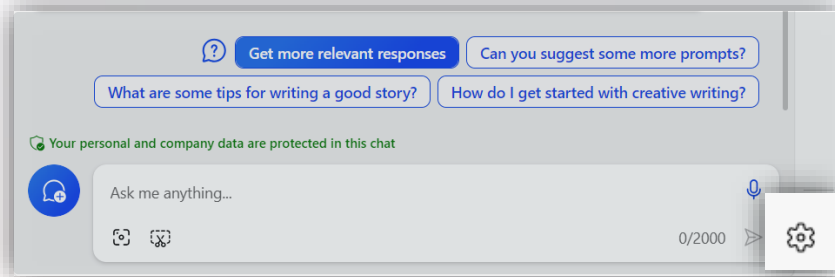 Get more relevant responses
Can you suggest some more prompts?
What are some tips for writing a good story?
How do I get started with creative writing?
Your personal and company data are protected in this chat
Ask me anything...
0/2000